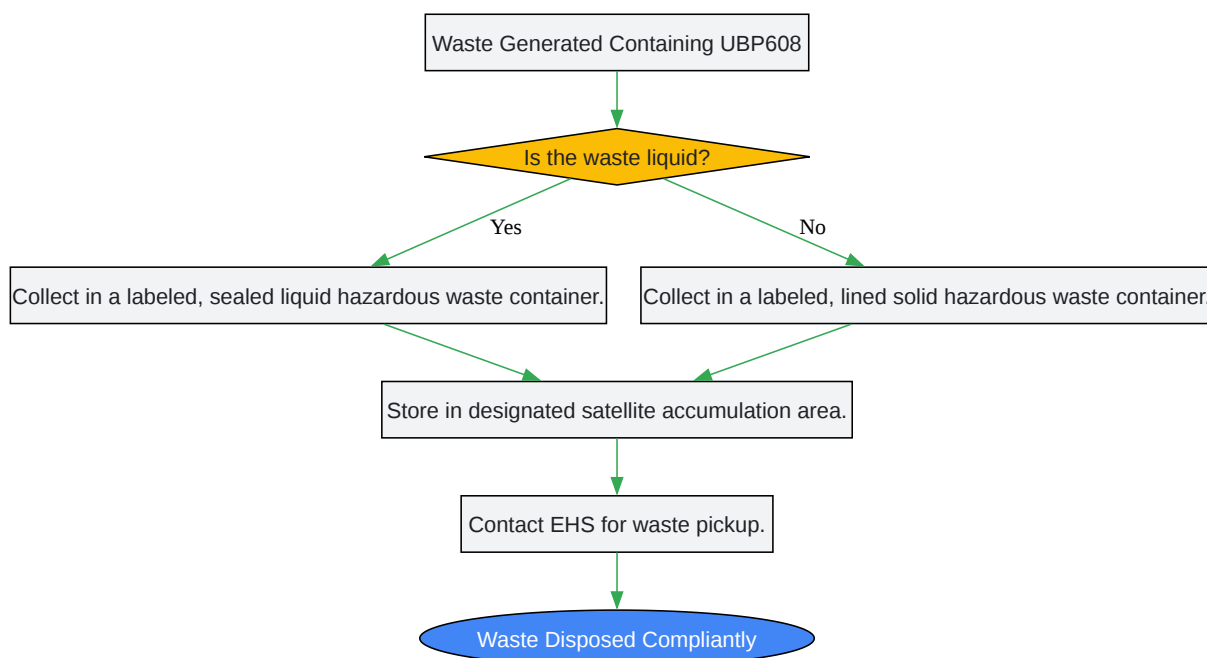 Waste Generated Containing UBP608
Is the waste liquid?
Yes
No
Collect in a labeled, sealed liquid hazardous waste container.
Collect in a labeled, lined solid hazardous waste container.
Store in designated satellite accumulation area.
Contact EHS for waste pickup.
Waste Disposed Compliantly